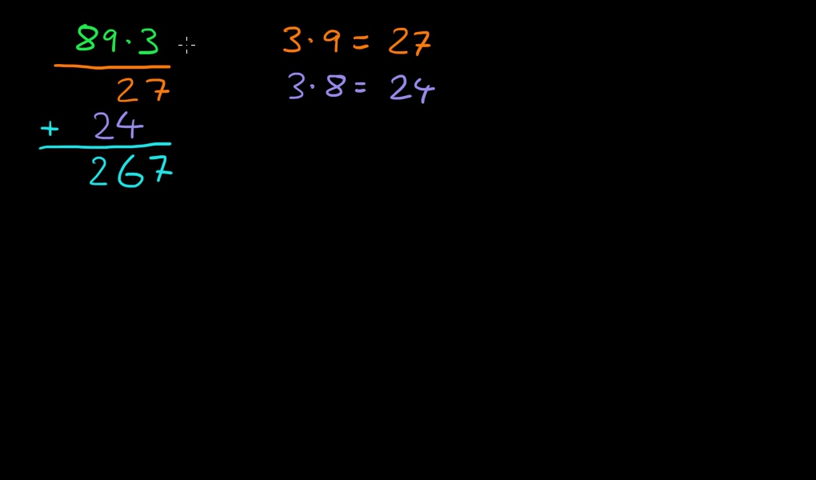 89·3
27
+ 24
267
3·9 = 27
3·8 = 24